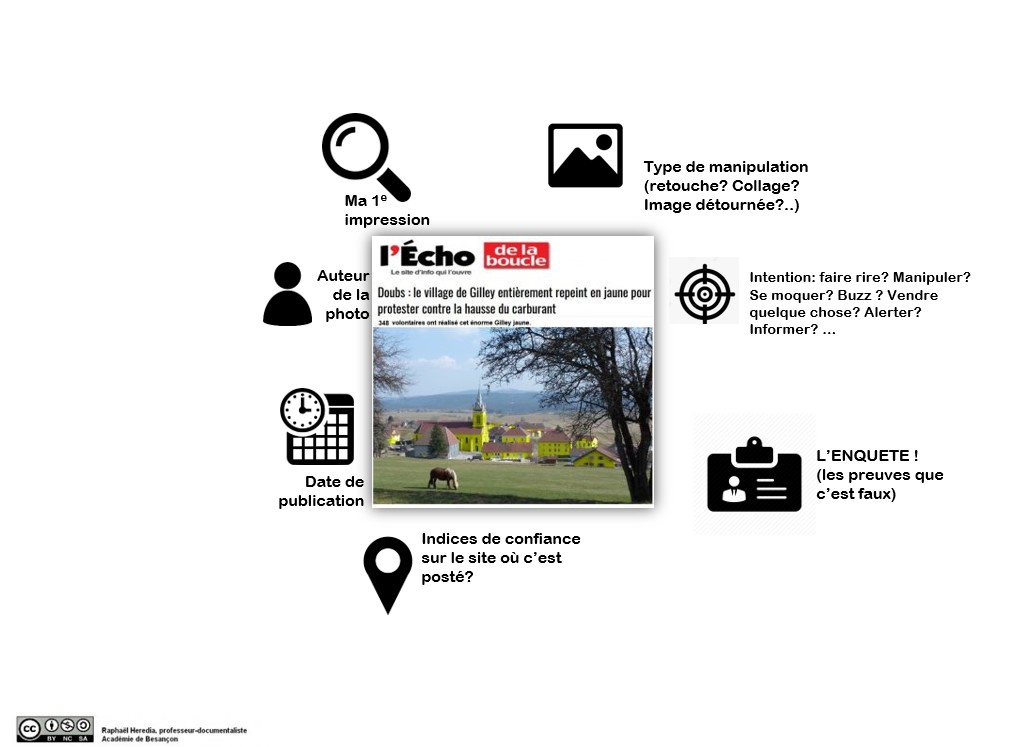 Ma 1e
impression
Type de manipulation
(retouche? Collage?
Image détournée?..)
l'Écho de la boucle
Le site d'info qui l'ouvre
Doubs : le village de Gilley entièrement repeint en jaune pour
protester contre la hausse du carburant
348 volontaires ont réalisé cet énorme Gilley jaune.
Auteur
de la
photo
Intention: faire rire? Manipuler?
Se moquer? Buzz ? Vendre
quelque chose? Alerter?
Informer? ...
Date de
publication
L'ENQUETE !
(les preuves que
c'est faux)
Indices de confiance
sur le site où c'est
posté?
cc
BY NC SA
Raphaël Heredia, professeur-documentaliste
Académie de Besançon